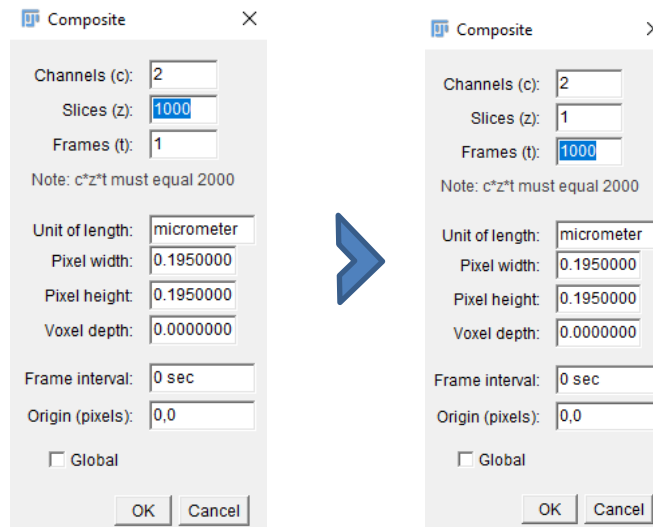 Composite
Channels (c): 2
Slices (z): 1000
Frames (t): 1
Note: c*z*t must equal 2000
Unit of length: micrometer
Pixel width: 0.1950000
Pixel height: 0.1950000
Voxel depth: 0.0000000
Frame interval: 0 sec
Origin (pixels): 0,0
Global
OK Cancel
Composite
Channels (c): 2
Slices (z): 1
Frames (t): 1000
Note: c*z*t must equal 2000
Unit of length: micrometer
Pixel width: 0.1950000
Pixel height: 0.1950000
Voxel depth: 0.0000000
Frame interval: 0 sec
Origin (pixels): 0,0
Global
OK Cancel